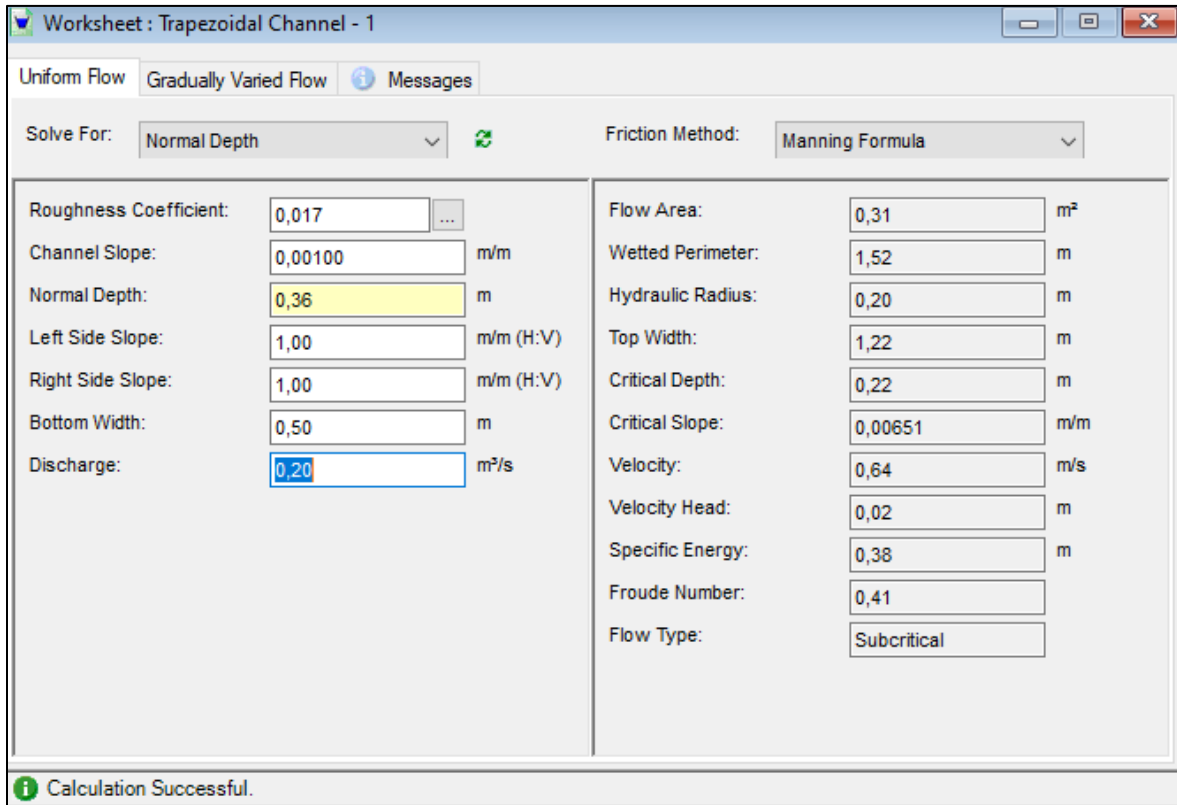 Worksheet : Trapezoidal Channel - 1
Uniform Flow Gradually Varied Flow Messages
Solve For: Normal Depth Friction Method: Manning Formula
Roughness Coefficient: 0,017 ...
Channel Slope: 0,00100 m/m
Normal Depth: 0,36 m
Left Side Slope: 1,00 m/m (H:V)
Right Side Slope: 1,00 m/m (H:V)
Bottom Width: 0,50 m
Discharge: 0,20 m³/s
Flow Area: 0,31 m²
Wetted Perimeter: 1,52 m
Hydraulic Radius: 0,20 m
Top Width: 1,22 m
Critical Depth: 0,22 m
Critical Slope: 0,00651 m/m
Velocity: 0,64 m/s
Velocity Head: 0,02 m
Specific Energy: 0,38 m
Froude Number: 0,41
Flow Type: Subcritical
Calculation Successful.